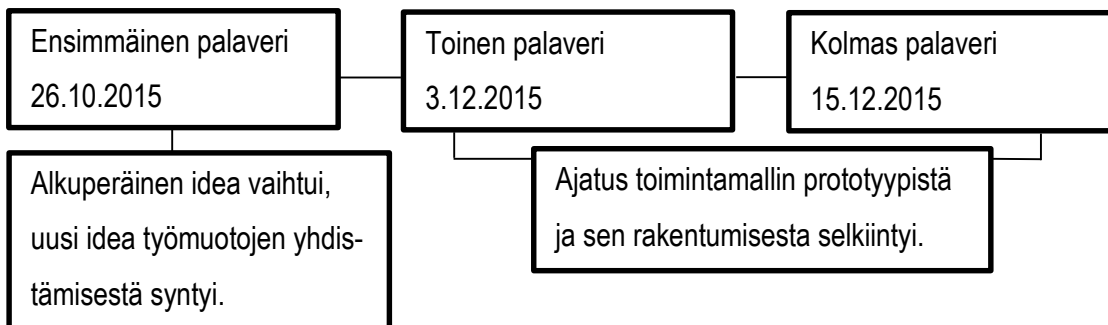 Ensimmäinen palaveri
26.10.2015
Toinen palaveri
3.12.2015
Kolmas palaveri
15.12.2015
Alkuperäinen idea vaihtui,
uusi idea työmuotojen yhdis-
tämisestä syntyi.
Ajatus toimintamallin prototyypistä
ja sen rakentumisesta selkiintyi.